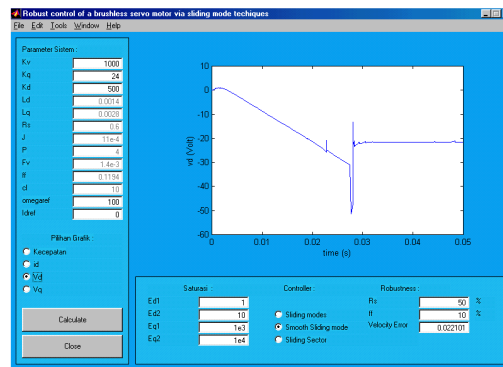 Robust control of a brushless servo motor via sliding mode techiques
File Edit Tools Window Help
Parameter Sistem :
Kv 1000
Kq 24
Kd 500
Ld 0.0014
Lq 0.0028
Rs 0.6
J 11e-4
P 4
Fv 1.4e-3
ff 0.1194
cl 10
omegaref 100
Idref 0
Pilihan Grafik :
Kecepatan
id
Vd
Vq
Calculate
Close
10
0
-10
-20
-30
-40
-50
-60
vd (Volt)
0 0.01 0.02 0.03 0.04 0.05
time (s)
Saturasi :
Ed1 1
Ed2 10
Eq1 1e3
Eq2 1e4
Controller :
Sliding modes
Smooth Sliding mode
Sliding Sector
Robustness :
Rs 50 %
ff 10 %
Velocity Error 0.022101